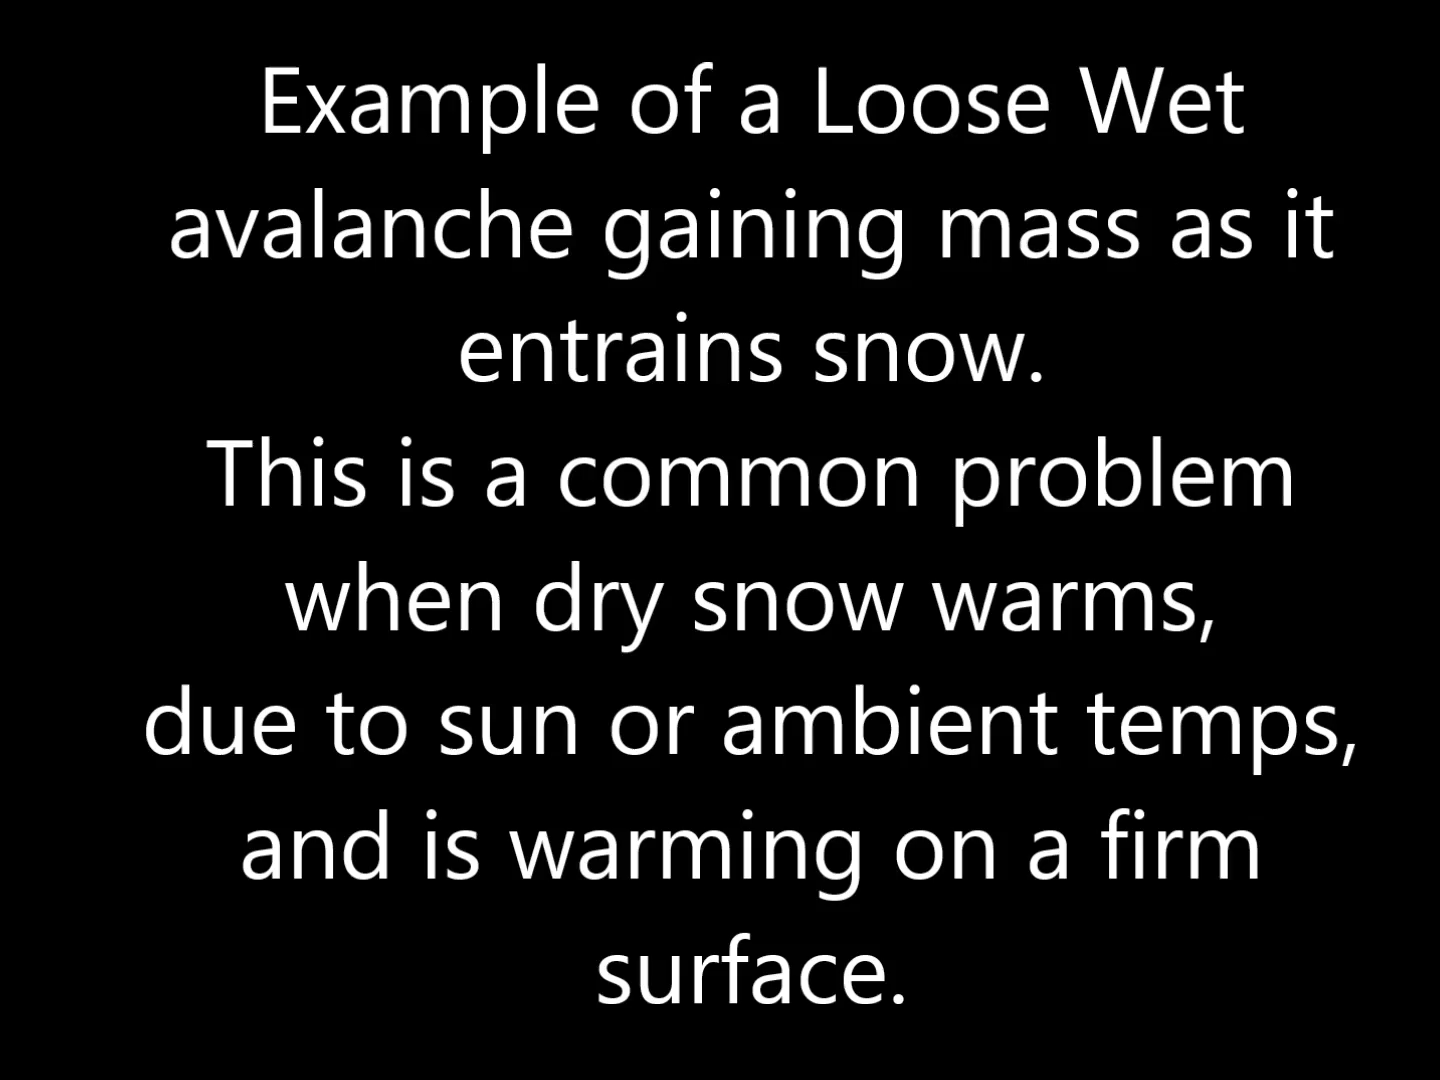 Example of a Loose Wet
avalanche gaining mass as it
entrains snow.
This is a common problem
when dry snow warms,
due to sun or ambient temps,
and is warming on a firm
surface.